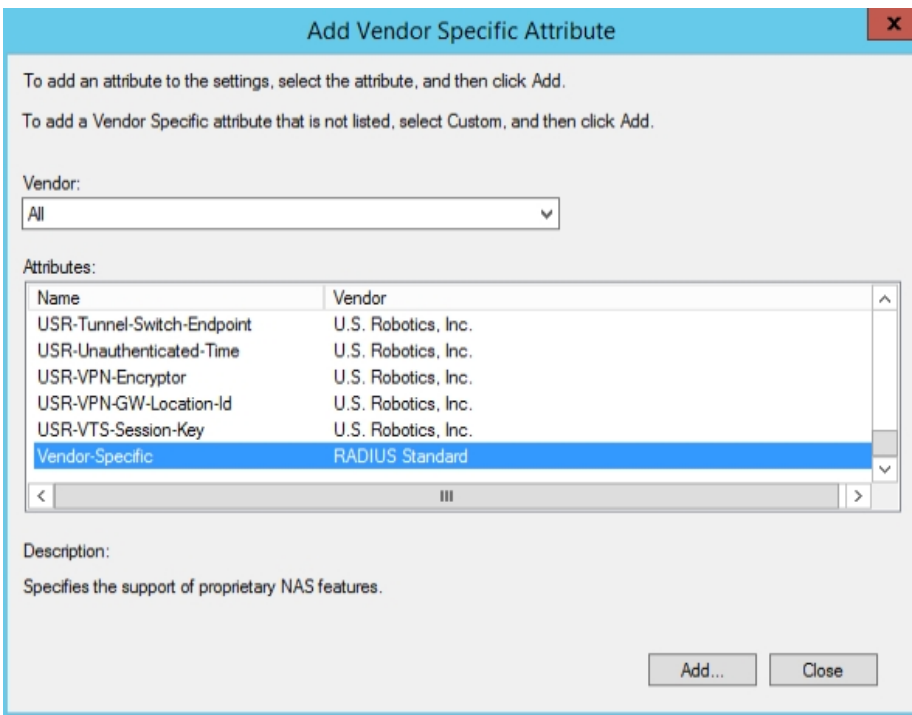 Add Vendor Specific Attribute
x
To add an attribute to the settings, select the attribute, and then click Add.
To add a Vendor Specific attribute that is not listed, select Custom, and then click Add.
Vendor:
All
Attributes:
Name Vendor
USR-Tunnel-Switch-Endpoint U.S. Robotics, Inc.
USR-Unauthenticated-Time U.S. Robotics, Inc.
USR-VPN-Encryptor U.S. Robotics, Inc.
USR-VPN-GW-Location-Id U.S. Robotics, Inc.
USR-VTS-Session-Key U.S. Robotics, Inc.
Vendor-Specific RADIUS Standard
Description:
Specifies the support of proprietary NAS features.
Add... Close